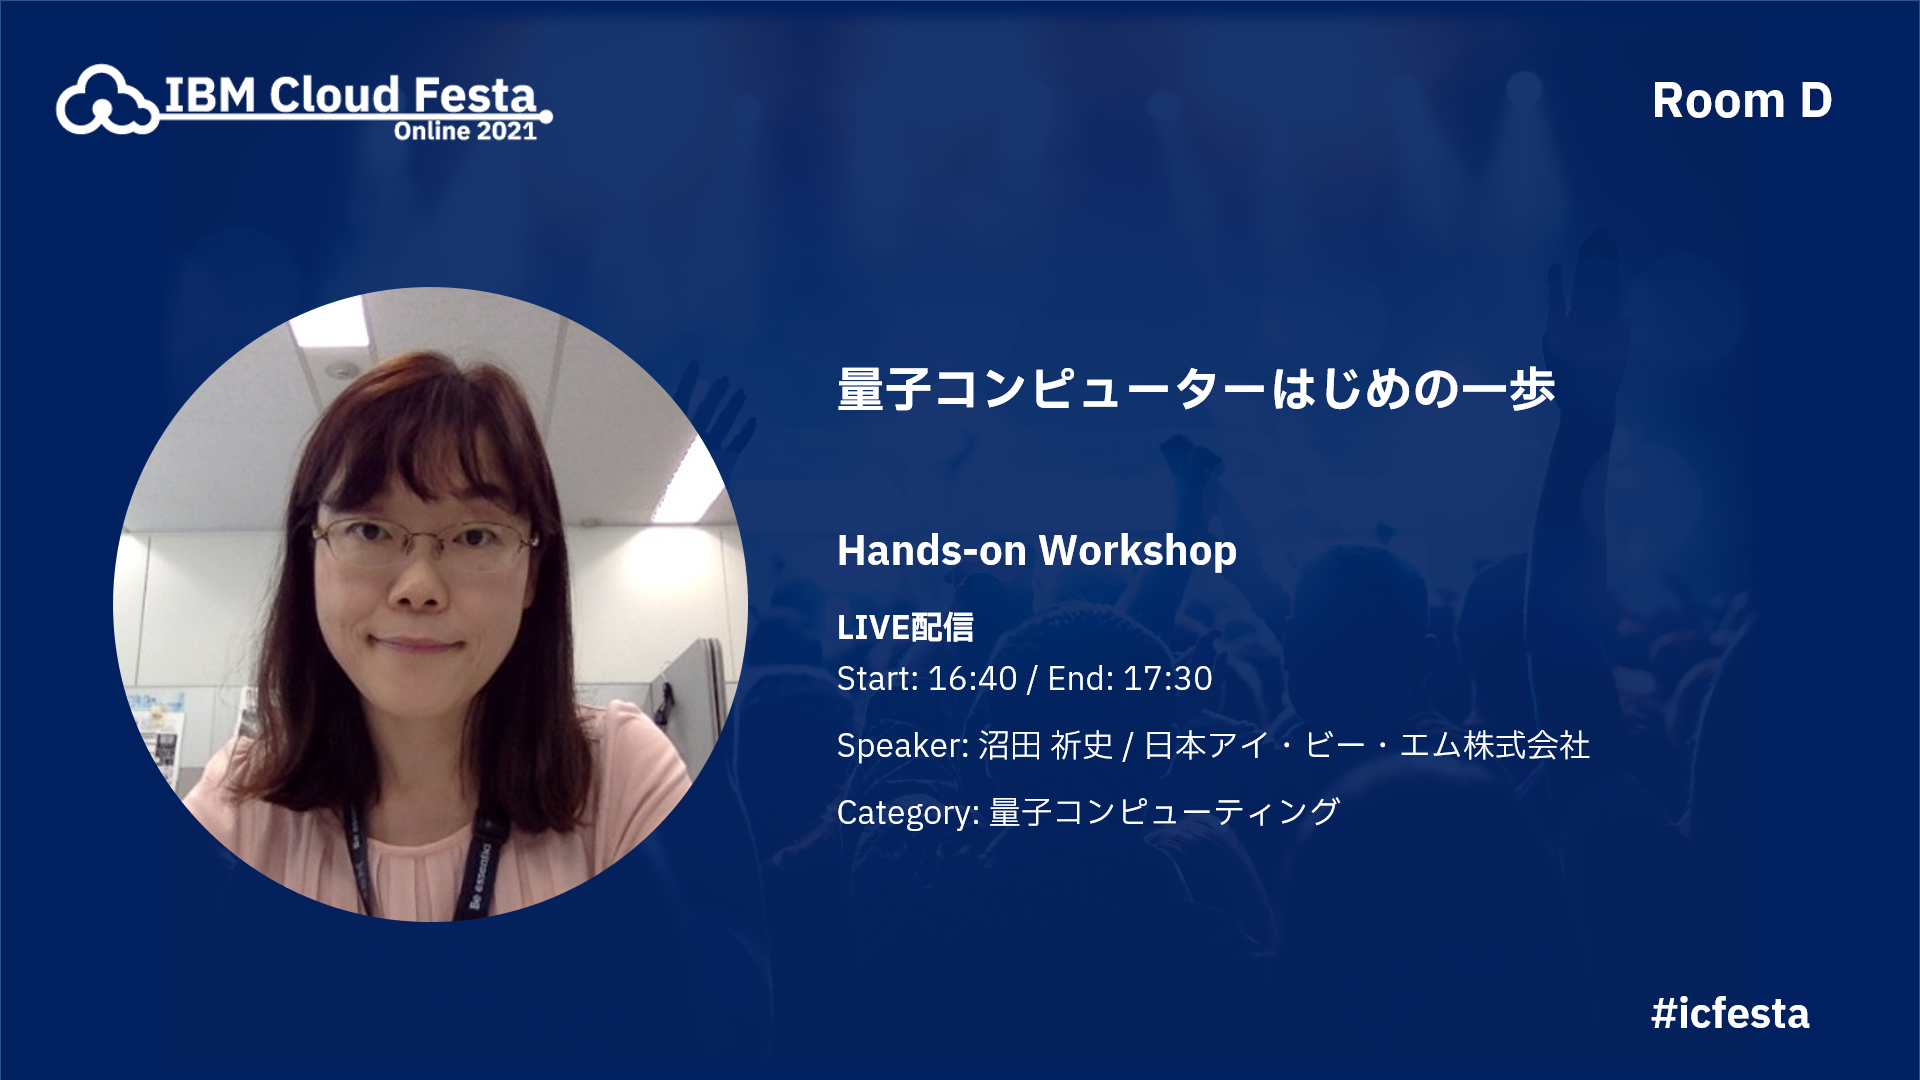 IBM Cloud Festa
Online 2021
Room D
量子コンピューターはじめの一歩
Hands-on Workshop
LIVE配信
Start: 16:40 / End: 17:30
Speaker: 沼田 祈史 / 日本アイ・ビー・エム株式会社
Category: 量子コンピューティング
Be essential
#icfesta